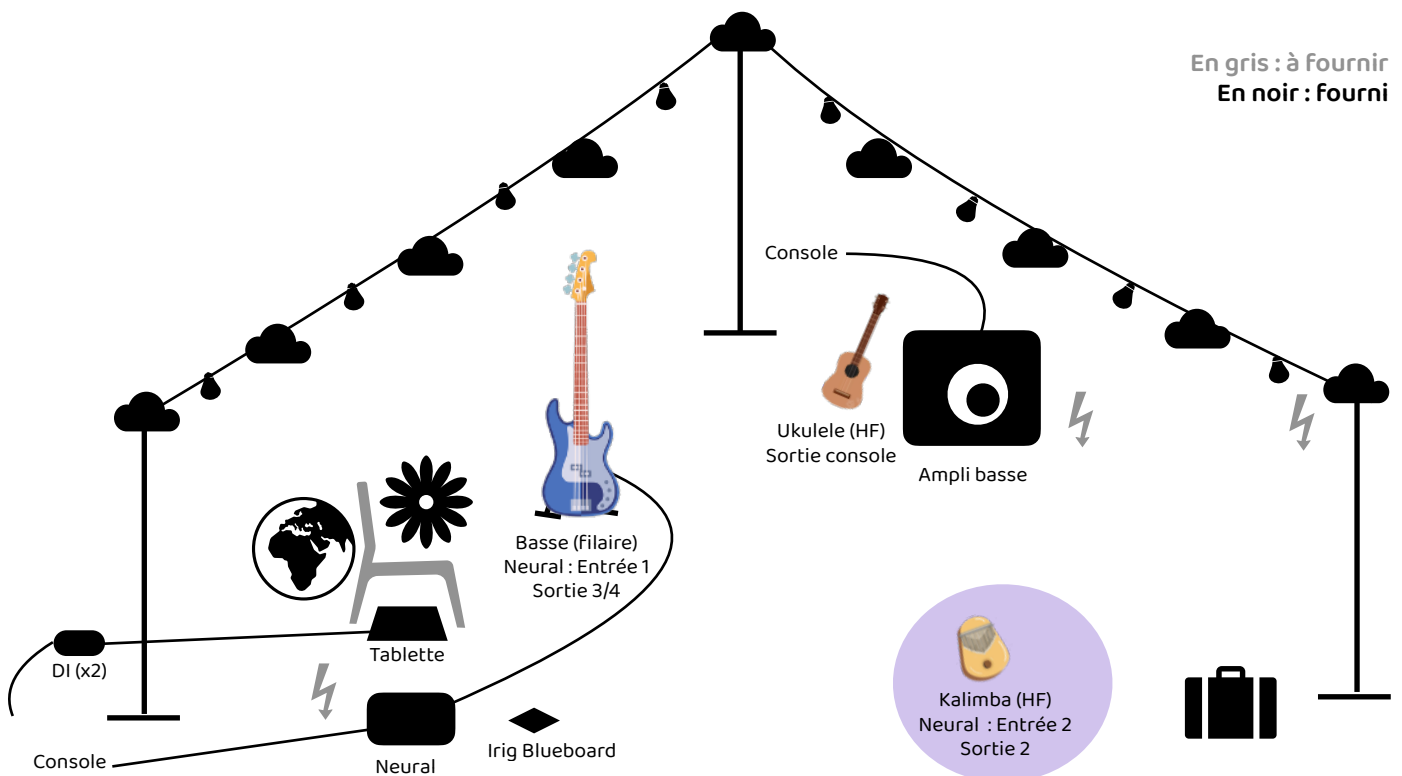 En gris : à fournir
En noir : fourni
Console
Ukulele (HF)
Sortie console
Ampli basse
Basse (filaire)
Neural : Entrée 1
Sortie 3/4
Tablette
DI (x2)
Kalimba (HF)
Neural : Entrée 2
Sortie 2
Irig Blueboard
Console
Neural